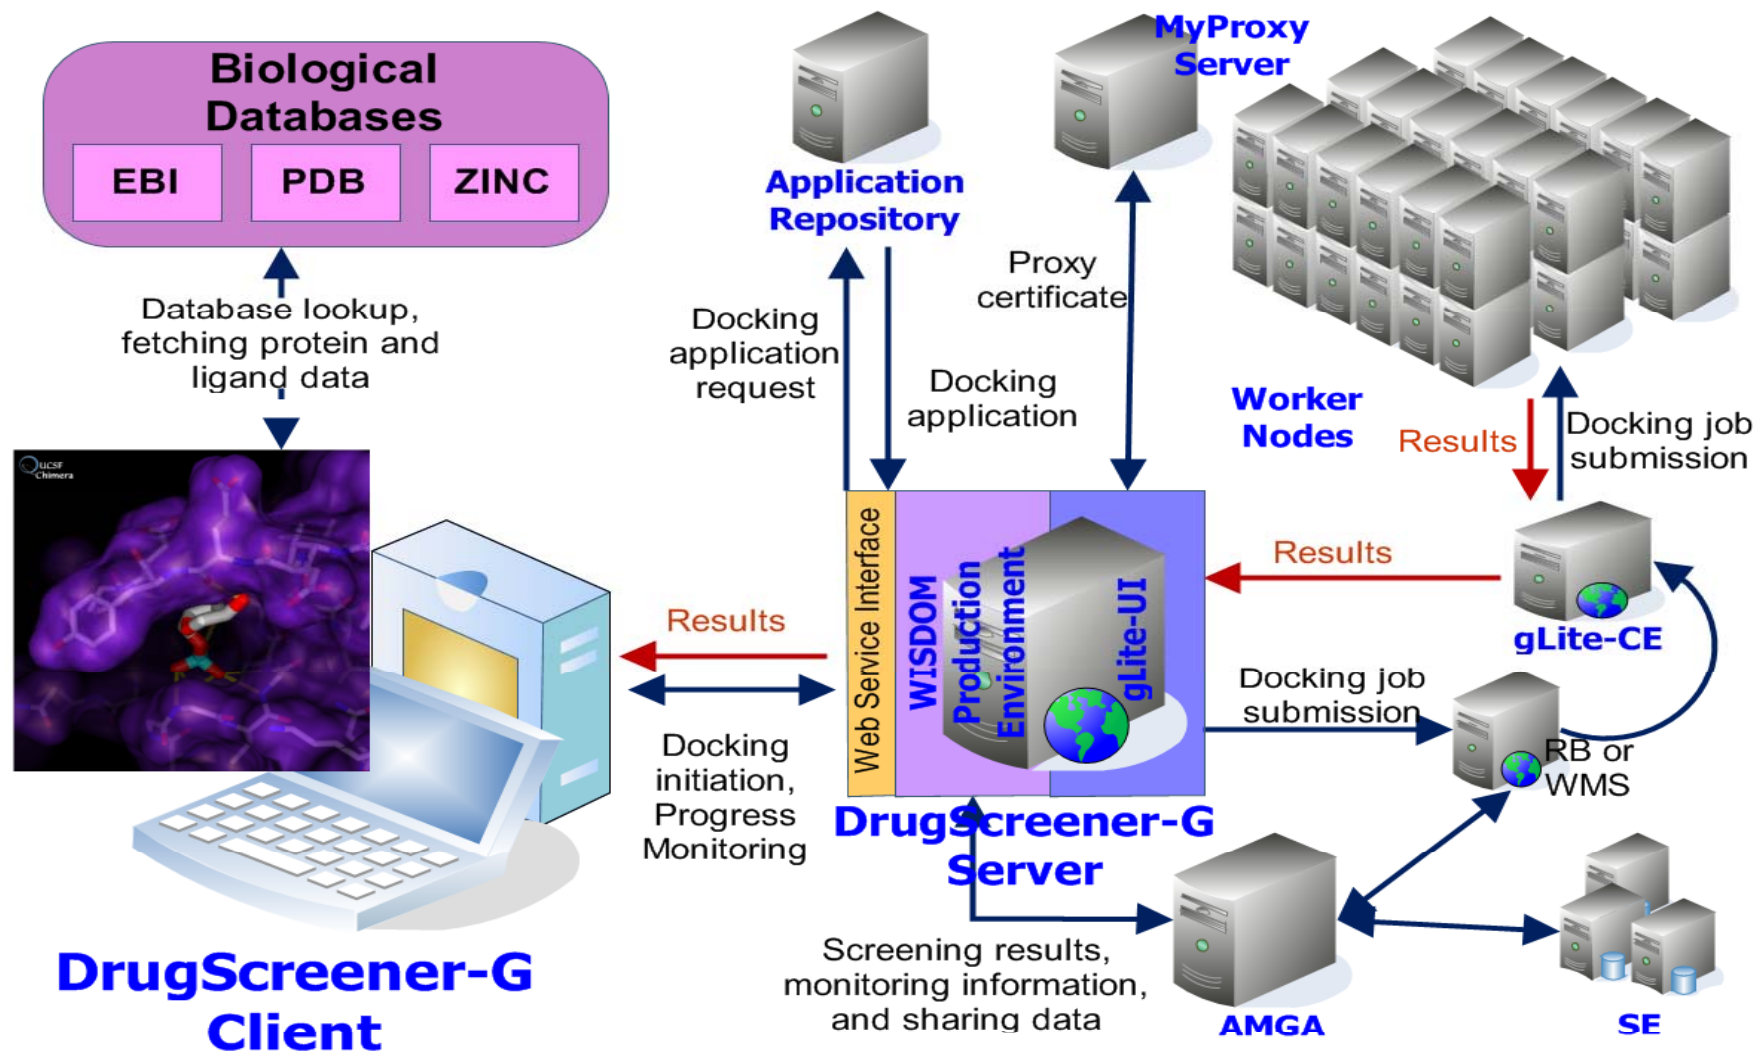 Biological
Databases
EBI
PDB
ZINC
Database lookup,
fetching protein and
ligand data
UCSF
Chimera
DrugScreener-G
Client
Results
Docking
initiation,
Progress
Monitoring
Application
Repository
Docking
application
request
Docking
application
MyProxy
Server
Proxy
certificate
Web Service Interface
WISDOM
Production
Environment
gLite-UI
DrugScreener-G
Server
Worker
Nodes
Results
Docking job
submission
Results
gLite-CE
Docking job
submission
RB or
WMS
Screening results,
monitoring information,
and sharing data
AMGA
SE